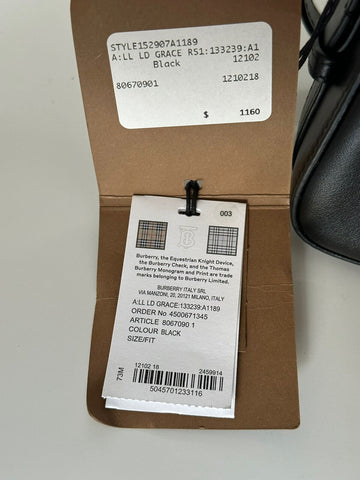 STYLE152907A1189
A:LL LD GRACE RS1:133239:A1
Black 12102
80670901 1210218
$ 1160
003
Burberry, the Equestrian Knight Device,
the Burberry Check, and the Thomas
Burberry Monogram and Print are trade
marks belonging to Burberry Limited.
BURBERRY ITALY SRL
VIA MANZONI, 20, 20121 MILANO, ITALY
A:LL LD GRACE:133239:A1189
ORDER No 4500671345
ARTICLE 8067090 1
COLOUR BLACK
SIZE/FIT
73M
12102 18 2459914
5045701233116